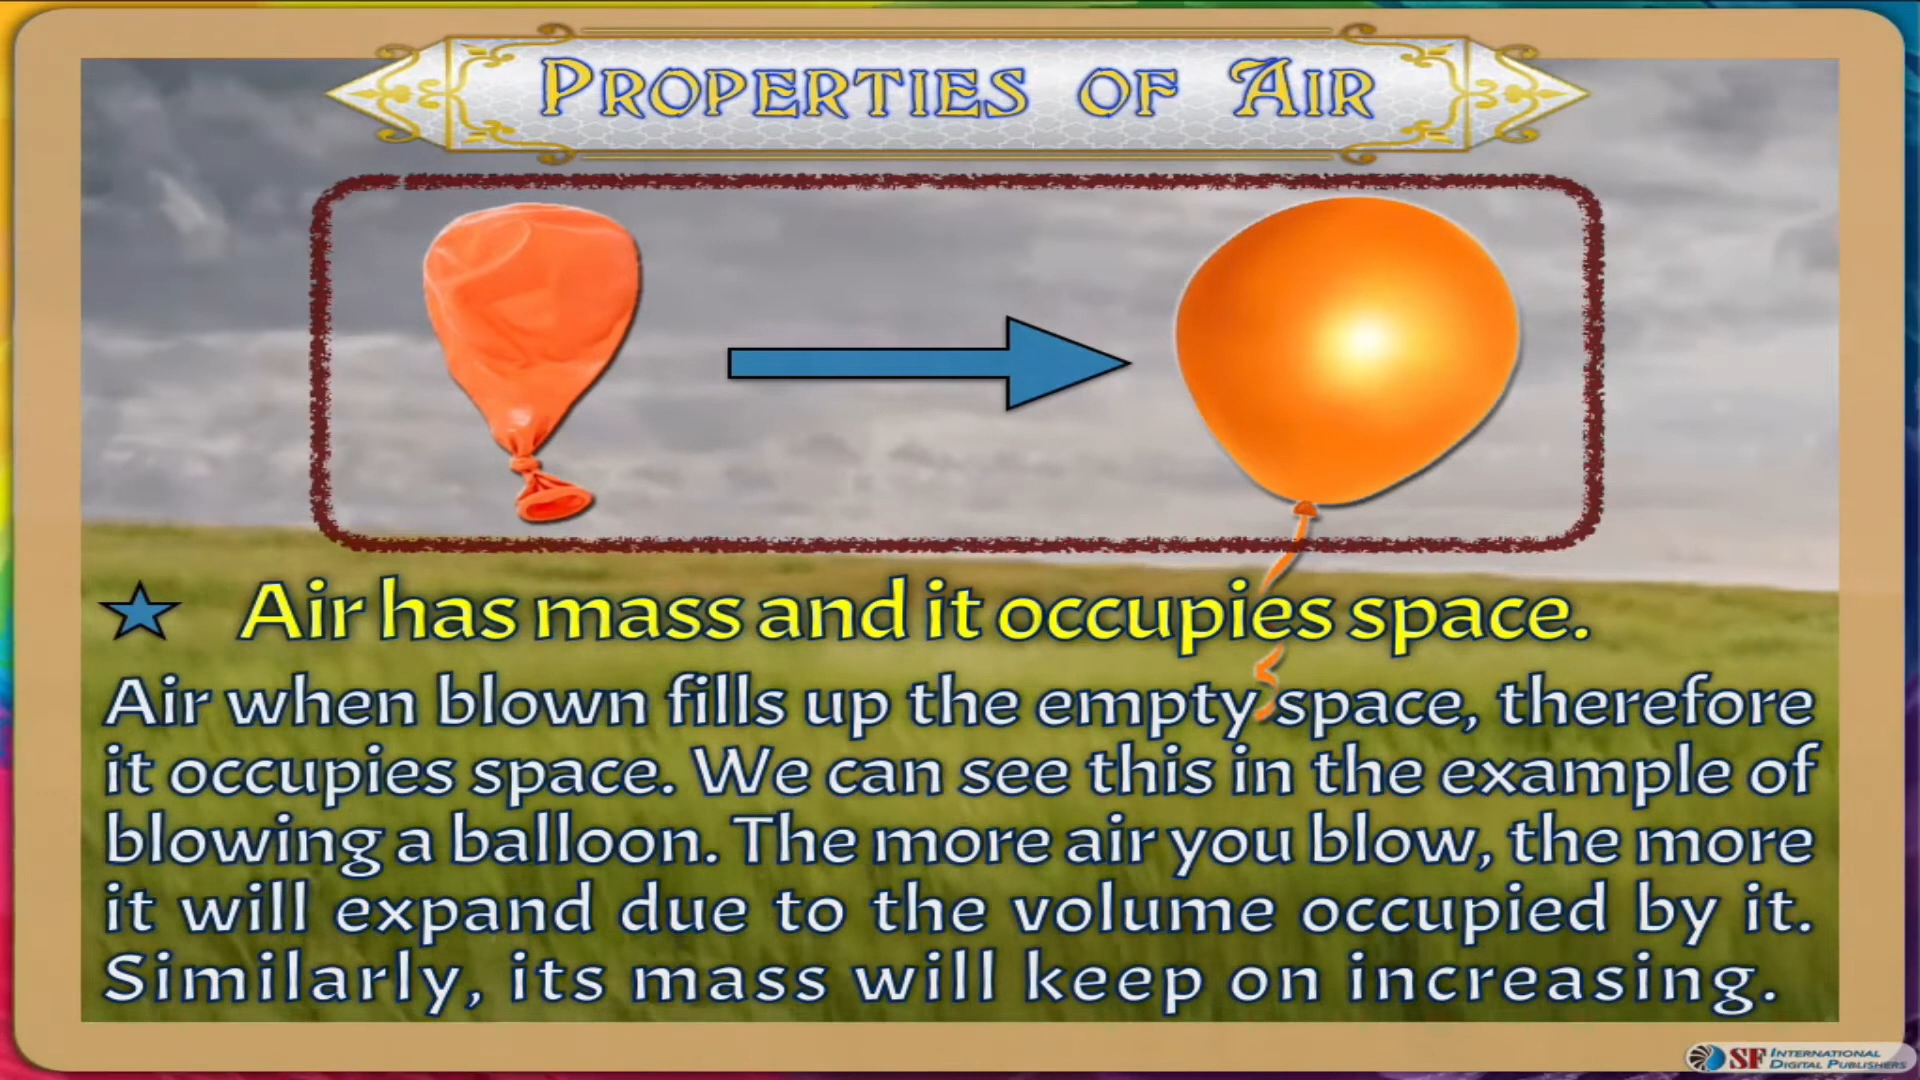 PROPERTIES OF AIR
Air has mass and it occupies space.
Air when blown fills up the empty space, therefore
it occupies space. We can see this in the example of
blowing a balloon. The more air you blow, the more
it will expand due to the volume occupied by it.
Similarly, its mass will keep on increasing.
SF INTERNATIONAL
DIGITAL PUBLISHERS